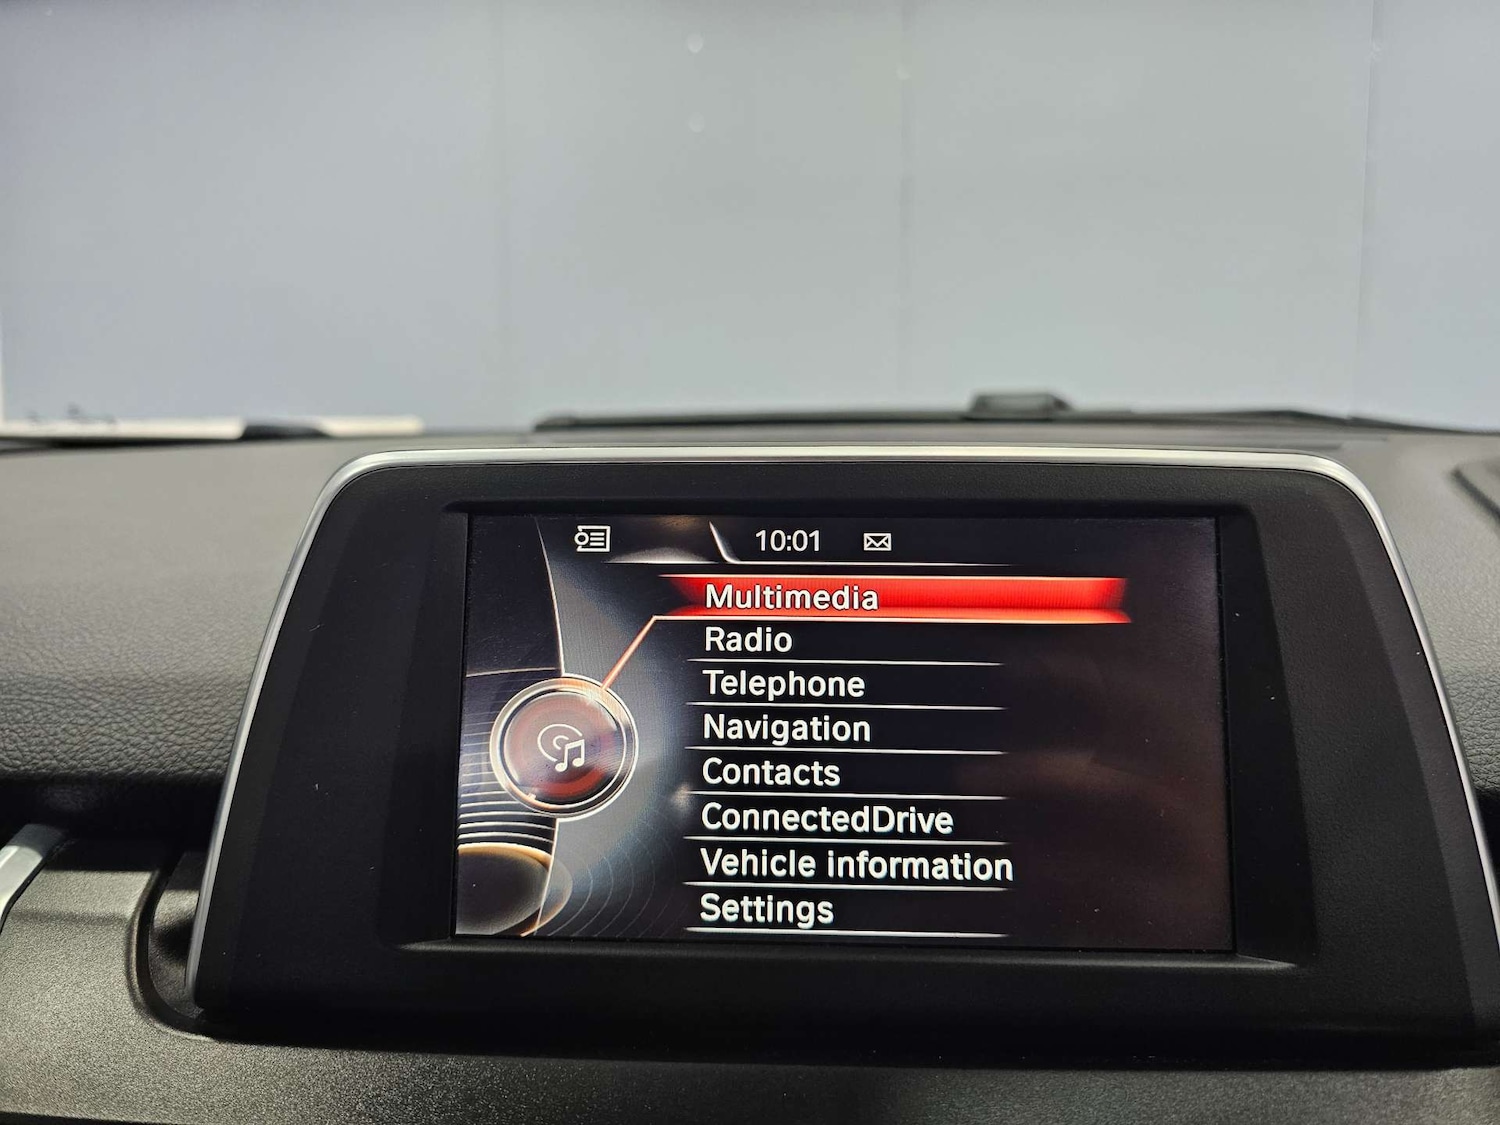 10:01
Multimedia
Radio
Telephone
Navigation
Contacts
ConnectedDrive
Vehicle information
Settings